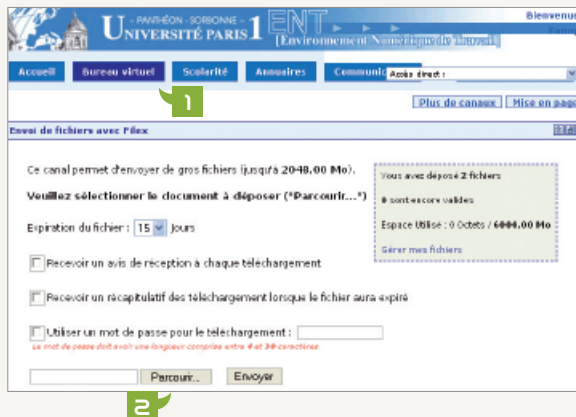 Bienvenue
- PANTHÉON - SORBONNE -
UNIVERSITÉ PARIS 1 ENT
[Environnement Numérique de Travail]
Accueil Bureau virtuel Scolarité Annuaires Accès direct :
1
Plus de canaux Mise en page
Envoi de fichiers avec Filex
Ce canal permet d'envoyer de gros fichiers (jusqu'à 2048,00 Mo).
Veuillez sélectionner le document à déposer ("Parcourir...")
Expiration du fichier : 15 Jours
Vous avez déposé 2 fichiers
0 sont encore valides
Espace Utilisé : 0 Octets / Mo
Gérer mes fichiers
Recevoir un avis de réception à chaque téléchargement
Recevoir un récapitulatif des téléchargement lorsque le fichier aura expiré
Utiliser un mot de passe pour le téléchargement :
Le mot de passe doit avoir une longueur comprise entre 4 et 30 caractères
Parcourir... Envoyer
2